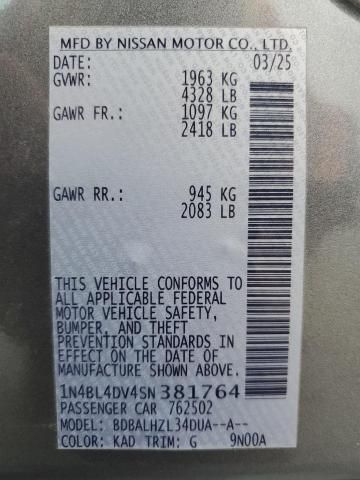 MFD BY NISSAN MOTOR CO., LTD.
DATE: 03/25
GVWR: 1963 KG
4328 LB
GAWR FR.: 1097 KG
2418 LB
GAWR RR.: 945 KG
2083 LB
THIS VEHICLE CONFORMS TO
ALL APPLICABLE FEDERAL
MOTOR VEHICLE SAFETY,
BUMPER, AND THEFT
PREVENTION STANDARDS IN
EFFECT ON THE DATE OF
MANUFACTURE SHOWN ABOVE.
1N4BL4DV4SN381764
PASSENGER CAR 762502
MODEL: BDBALHZL34DUA--A--
COLOR: KAD TRIM: G 9N00A